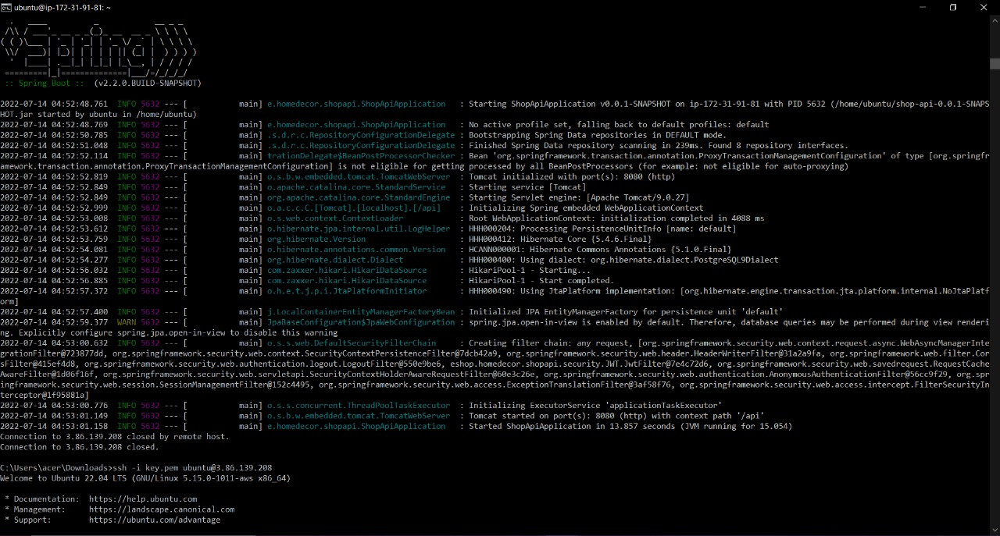 ubuntu@ip-172-31-91-81: ~
  .   ____          _            __ _ _
 /\\ / ___'_ __ _ _(_)_ __  __ _ \ \ \ \
( ( )\___ | '_ | '_| | '_ \/ _` | \ \ \ \
 \\/  ___)| |_)| | | | | || (_| |  ) ) ) )
  '  |____| .__|_| |_|_| |_\__, | / / / /
 =========|_|==============|___/=/_/_/_/
 :: Spring Boot ::  (v2.2.0.BUILD-SNAPSHOT)
2022-07-14 04:52:48.761  INFO 5632 --- [           main] e.homedecor.shopapi.ShopApiApplication   : Starting ShopApiApplication v0.0.1-SNAPSHOT on ip-172-31-91-81 with PID 5632 (/home/ubuntu/shop-api-0.0.1-SNAPS
HOT.jar started by ubuntu in /home/ubuntu)
2022-07-14 04:52:48.769  INFO 5632 --- [           main] e.homedecor.shopapi.ShopApiApplication   : No active profile set, falling back to default profiles: default
2022-07-14 04:52:50.785  INFO 5632 --- [           main] .s.d.r.c.RepositoryConfigurationDelegate : Bootstrapping Spring Data repositories in DEFAULT mode.
2022-07-14 04:52:51.048  INFO 5632 --- [           main] .s.d.r.c.RepositoryConfigurationDelegate : Finished Spring Data repository scanning in 239ms. Found 8 repository interfaces.
2022-07-14 04:52:52.114  INFO 5632 --- [           main] trationDelegate$BeanPostProcessorChecker : Bean 'org.springframework.transaction.annotation.ProxyTransactionManagementConfiguration' of type [org.springfr
amework.transaction.annotation.ProxyTransactionManagementConfiguration] is not eligible for getting processed by all BeanPostProcessors (for example: not eligible for auto-proxying)
2022-07-14 04:52:52.819  INFO 5632 --- [           main] o.s.b.w.embedded.tomcat.TomcatWebServer  : Tomcat initialized with port(s): 8080 (http)
2022-07-14 04:52:52.849  INFO 5632 --- [           main] o.apache.catalina.core.StandardService   : Starting service [Tomcat]
2022-07-14 04:52:52.849  INFO 5632 --- [           main] org.apache.catalina.core.StandardEngine  : Starting Servlet engine: [Apache Tomcat/9.0.27]
2022-07-14 04:52:52.999  INFO 5632 --- [           main] o.a.c.c.C.[Tomcat].[localhost].[/api]    : Initializing Spring embedded WebApplicationContext
2022-07-14 04:52:53.008  INFO 5632 --- [           main] o.s.web.context.ContextLoader            : Root WebApplicationContext: initialization completed in 4088 ms
2022-07-14 04:52:53.612  INFO 5632 --- [           main] o.hibernate.jpa.internal.util.LogHelper  : HHH000204: Processing PersistenceUnitInfo [name: default]
2022-07-14 04:52:53.759  INFO 5632 --- [           main] org.hibernate.Version                    : HHH000412: Hibernate Core {5.4.6.Final}
2022-07-14 04:52:54.081  INFO 5632 --- [           main] o.hibernate.annotations.common.Version   : HCANN000001: Hibernate Commons Annotations {5.1.0.Final}
2022-07-14 04:52:54.277  INFO 5632 --- [           main] org.hibernate.dialect.Dialect            : HHH000400: Using dialect: org.hibernate.dialect.PostgreSQL9Dialect
2022-07-14 04:52:56.032  INFO 5632 --- [           main] com.zaxxer.hikari.HikariDataSource       : HikariPool-1 - Starting...
2022-07-14 04:52:56.885  INFO 5632 --- [           main] com.zaxxer.hikari.HikariDataSource       : HikariPool-1 - Start completed.
2022-07-14 04:52:57.372  INFO 5632 --- [           main] o.h.e.t.j.p.i.JtaPlatformInitiator       : HHH000490: Using JtaPlatform implementation: [org.hibernate.engine.transaction.jta.platform.internal.NoJtaPlatf
orm]
2022-07-14 04:52:57.400  INFO 5632 --- [           main] j.LocalContainerEntityManagerFactoryBean : Initialized JPA EntityManagerFactory for persistence unit 'default'
2022-07-14 04:52:59.377  WARN 5632 --- [           main] JpaBaseConfiguration$JpaWebConfiguration : spring.jpa.open-in-view is enabled by default. Therefore, database queries may be performed during view renderi
ng. Explicitly configure spring.jpa.open-in-view to disable this warning
2022-07-14 04:53:00.632  INFO 5632 --- [           main] o.s.s.web.DefaultSecurityFilterChain     : Creating filter chain: any request, [org.springframework.security.web.context.request.async.WebAsyncManagerInte
grationFilter@723877dd, org.springframework.security.web.context.SecurityContextPersistenceFilter@7dcb42a9, org.springframework.security.web.header.HeaderWriterFilter@31a2a9fa, org.springframework.web.filter.Cor
sFilter@415ef4d8, org.springframework.security.web.authentication.logout.LogoutFilter@550e9be6, eshop.homedecor.shopapi.security.JWT.JwtFilter@7e4c72d6, org.springframework.security.web.savedrequest.RequestCache
AwareFilter@1d06f16f, org.springframework.security.web.servletapi.SecurityContextHolderAwareRequestFilter@60e3c26e, org.springframework.security.web.authentication.AnonymousAuthenticationFilter@56cc9f29, org.spr
ingframework.security.web.session.SessionManagementFilter@152c4495, org.springframework.security.web.access.ExceptionTranslationFilter@3af58f76, org.springframework.security.web.access.intercept.FilterSecurityIn
terceptor@1f95881a]
2022-07-14 04:53:00.776  INFO 5632 --- [           main] o.s.s.concurrent.ThreadPoolTaskExecutor  : Initializing ExecutorService 'applicationTaskExecutor'
2022-07-14 04:53:01.149  INFO 5632 --- [           main] o.s.b.w.embedded.tomcat.TomcatWebServer  : Tomcat started on port(s): 8080 (http) with context path '/api'
2022-07-14 04:53:01.158  INFO 5632 --- [           main] e.homedecor.shopapi.ShopApiApplication   : Started ShopApiApplication in 13.857 seconds (JVM running for 15.054)
Connection to 3.86.139.208 closed by remote host.
Connection to 3.86.139.208 closed.
C:\Users\acer\Downloads>ssh -i key.pem ubuntu@3.86.139.208
Welcome to Ubuntu 22.04 LTS (GNU/Linux 5.15.0-1011-aws x86_64)
 * Documentation:  https://help.ubuntu.com
 * Management:     https://landscape.canonical.com
 * Support:        https://ubuntu.com/advantage